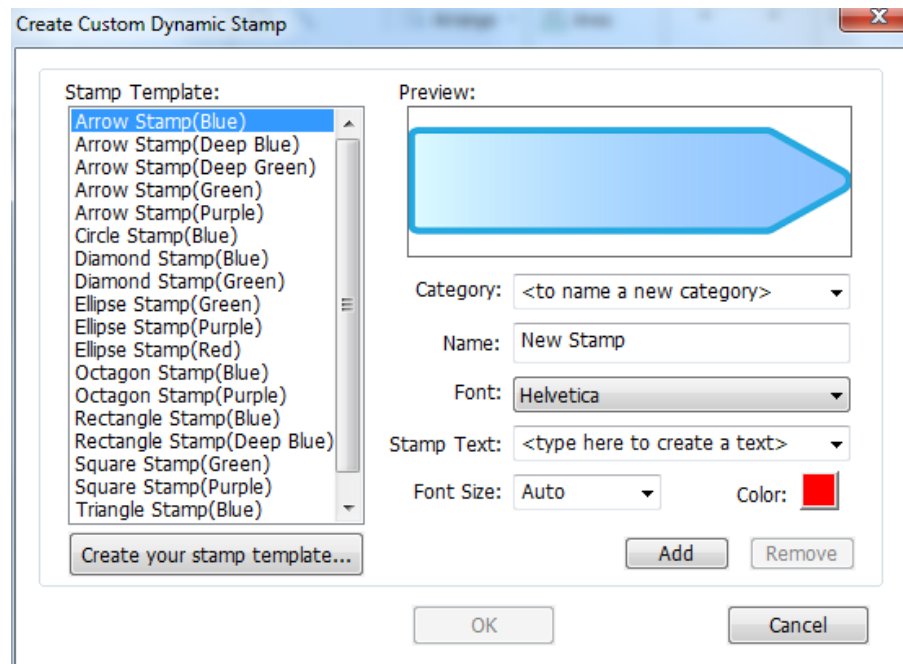 Create Custom Dynamic Stamp
Stamp Template:
Arrow Stamp(Blue)
Arrow Stamp(Deep Blue)
Arrow Stamp(Deep Green)
Arrow Stamp(Green)
Arrow Stamp(Purple)
Circle Stamp(Blue)
Diamond Stamp(Blue)
Diamond Stamp(Green)
Ellipse Stamp(Green)
Ellipse Stamp(Purple)
Ellipse Stamp(Red)
Octagon Stamp(Blue)
Octagon Stamp(Purple)
Rectangle Stamp(Blue)
Rectangle Stamp(Deep Blue)
Square Stamp(Green)
Square Stamp(Purple)
Triangle Stamp(Blue)
Create your stamp template...
Preview:
Category: <to name a new category>
Name: New Stamp
Font: Helvetica
Stamp Text: <type here to create a text>
Font Size: Auto Color:
Add Remove
OK Cancel